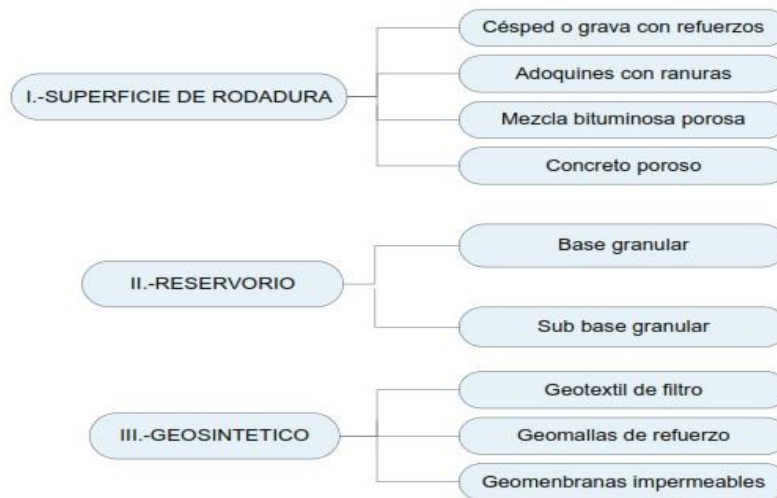 I.-SUPERFICIE DE RODADURA
Césped o grava con refuerzos
Adoquines con ranuras
Mezcla bituminosa porosa
Concreto poroso
II.-RESERVORIO
Base granular
Sub base granular
III.-GEOSINTETICO
Geotextil de filtro
Geomallas de refuerzo
Geomenbranas impermeables